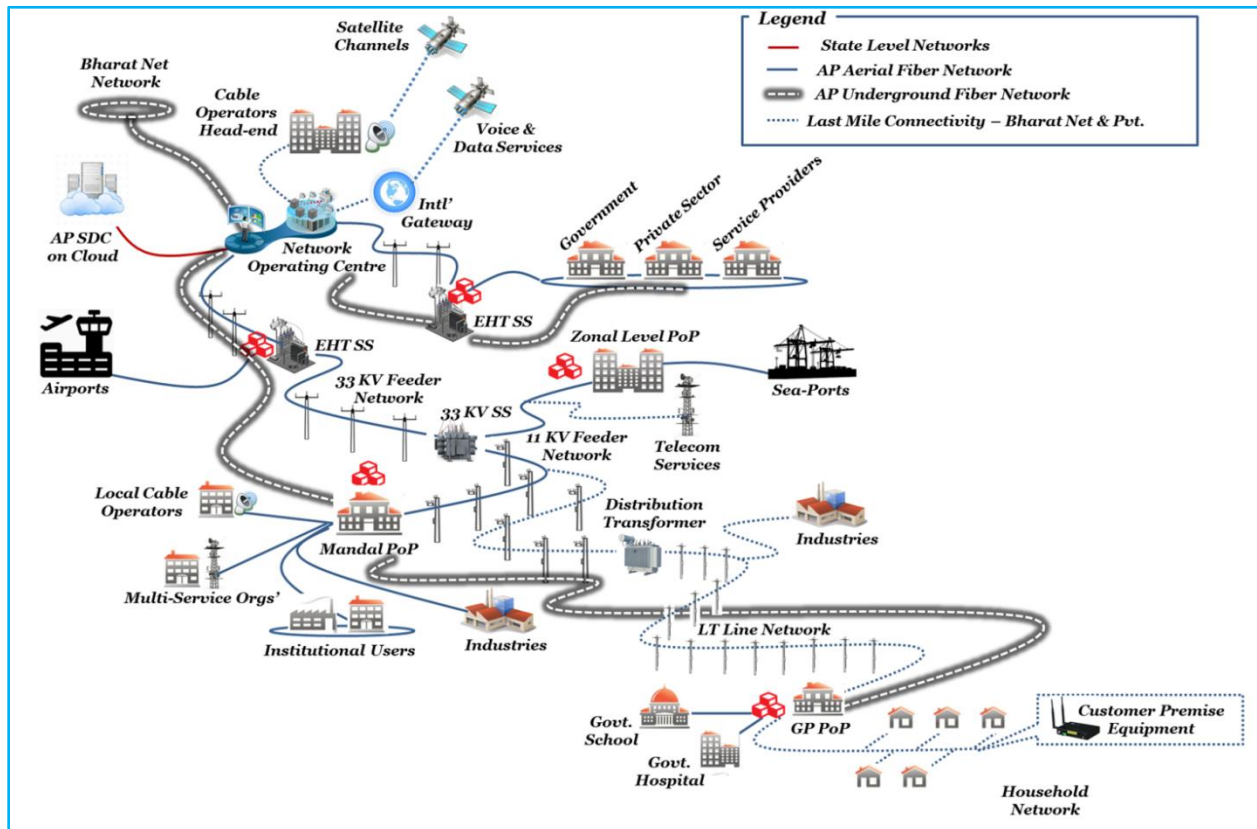 Legend
State Level Networks
AP Aerial Fiber Network
AP Underground Fiber Network
Last Mile Connectivity – Bharat Net & Pvt.
Satellite
Channels
Bharat Net
Network
Cable
Operators
Head-end
Voice &
Data Services
Intl’
Gateway
AP SDC
on Cloud
Network
Operating Centre
Government
Private Sector
Service Providers
EHT SS
EHT SS
Airports
Zonal Level PoP
Sea-Ports
33 KV Feeder
Network
33 KV SS
11 KV Feeder
Network
Telecom
Services
Local Cable
Operators
Mandal PoP
Distribution
Transformer
Industries
Multi-Service Orgs’
Institutional Users
Industries
LT Line Network
Govt.
School
Govt.
Hospital
GP PoP
Customer Premise
Equipment
Household
Network